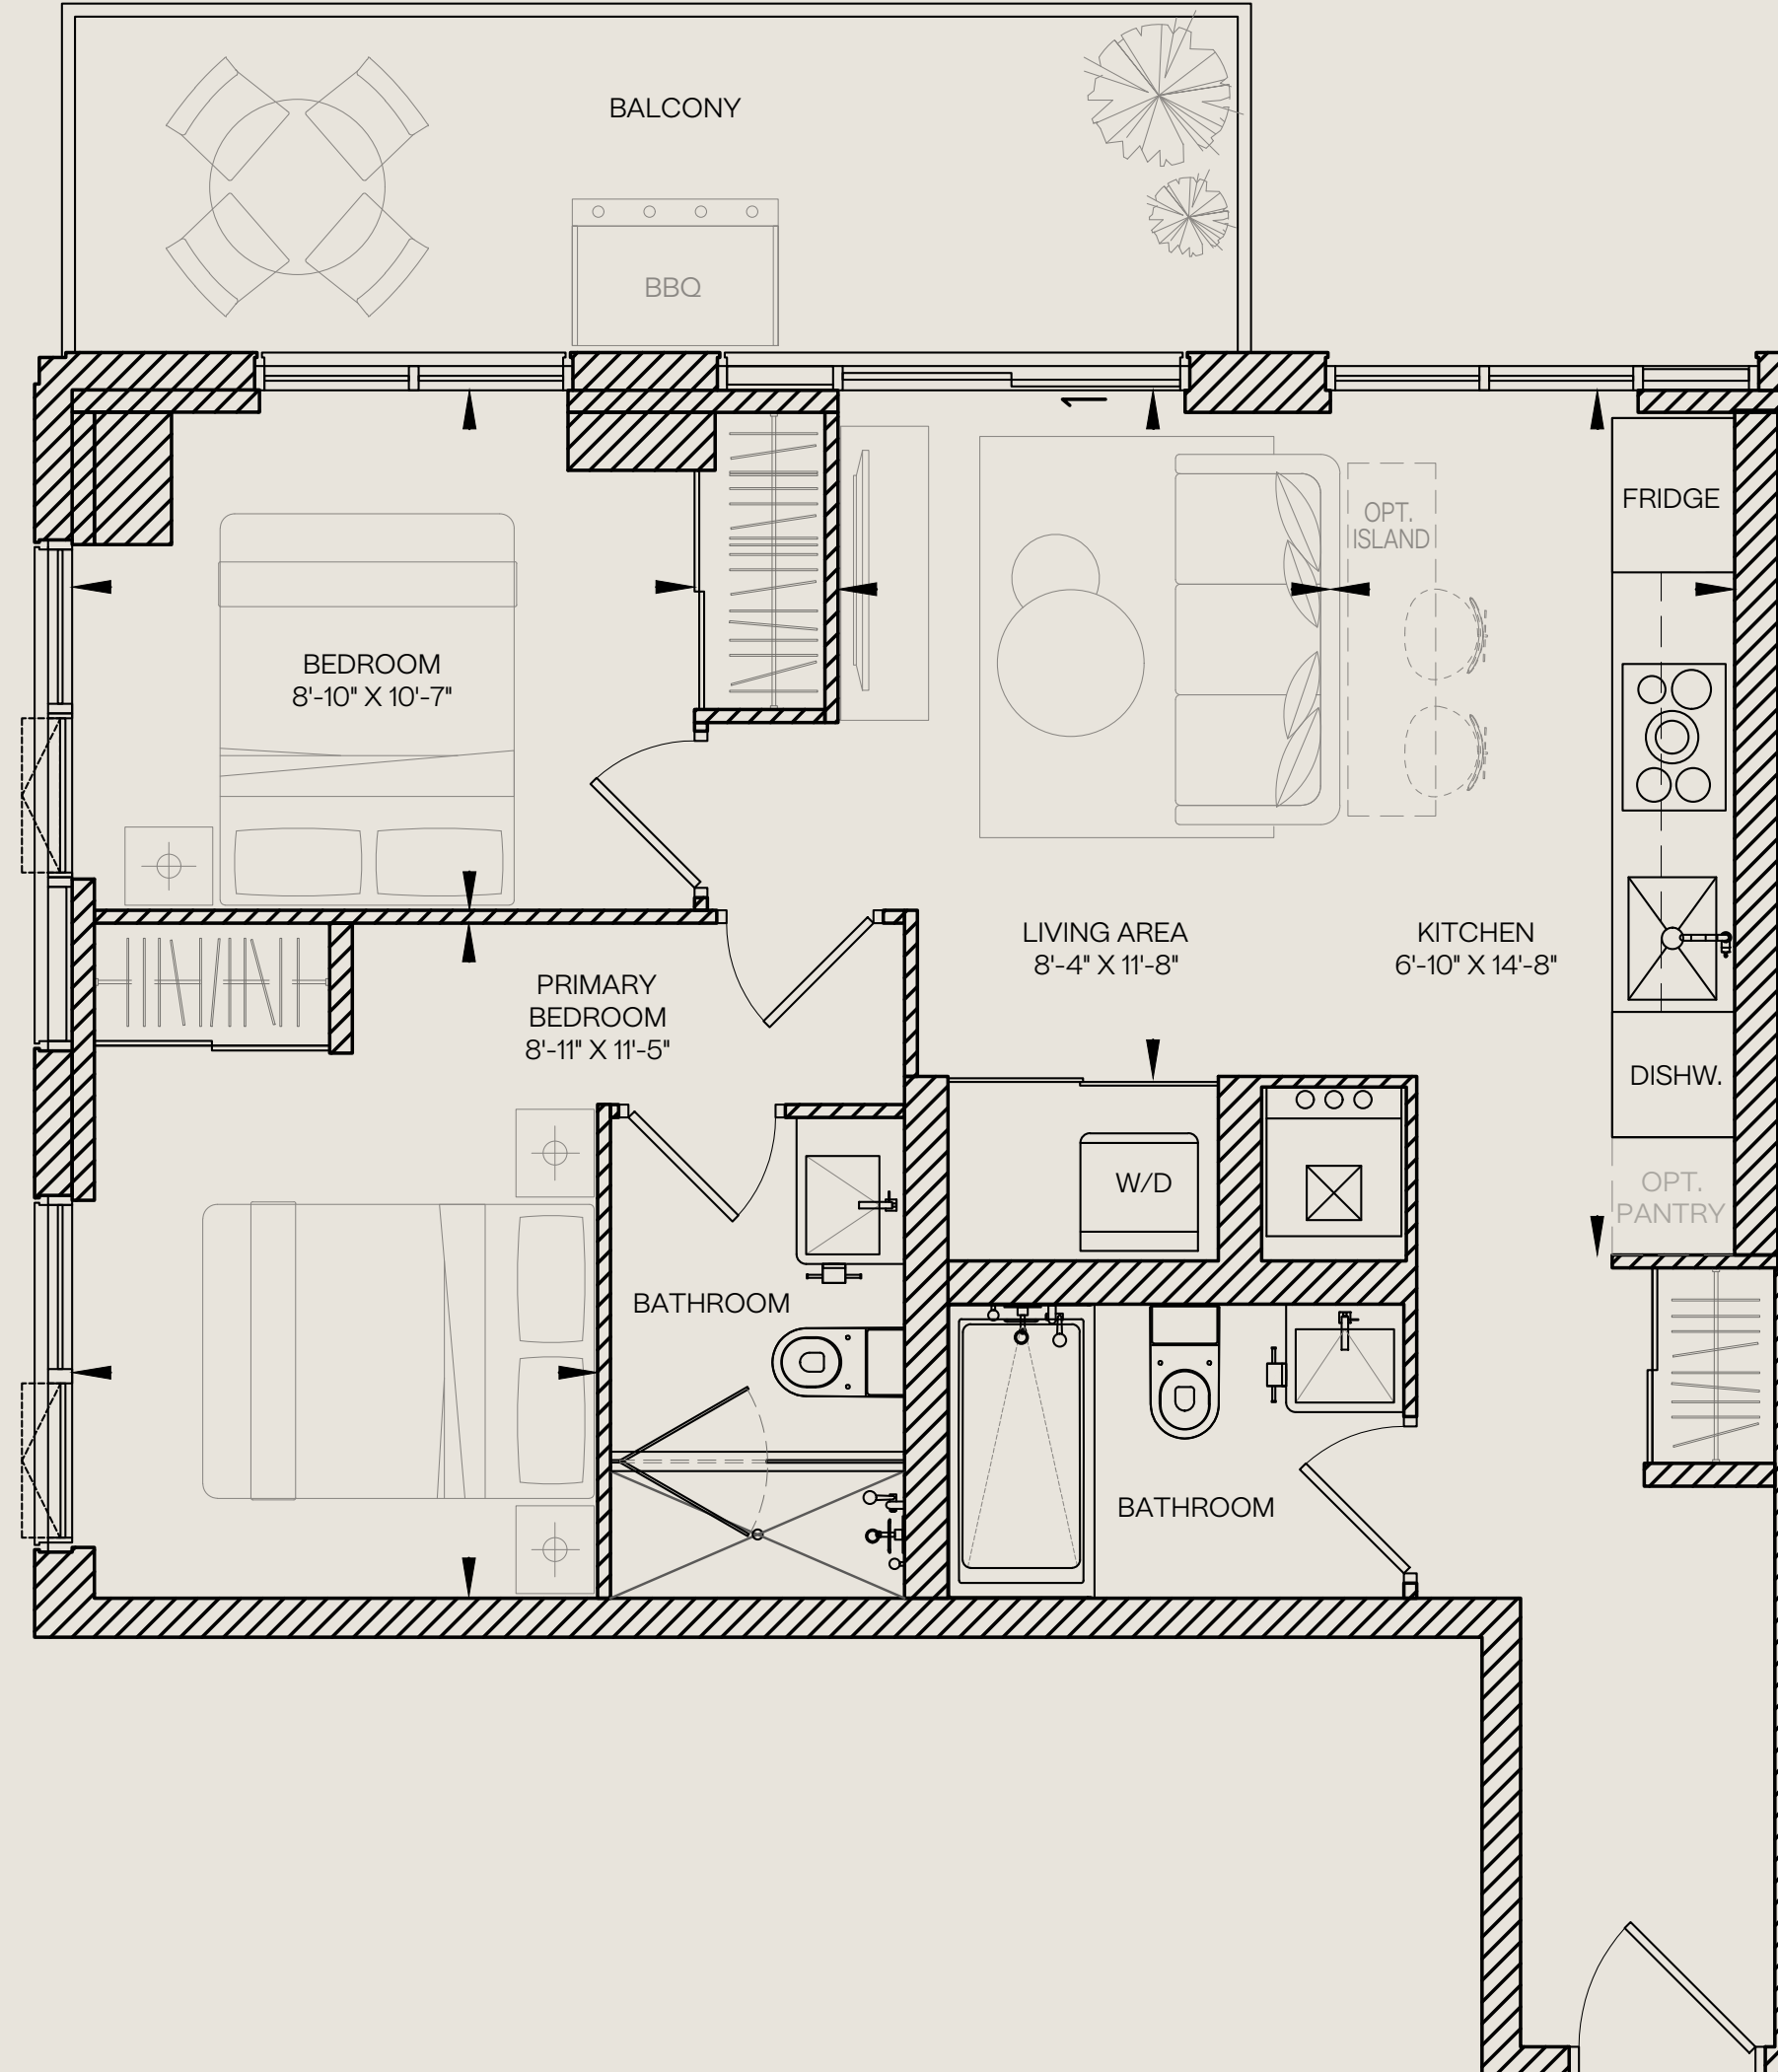 BALCONY
BBQ
FRIDGE
OPT.
ISLAND
BEDROOM
8'-10" X 10'-7"
LIVING AREA
8'-4" X 11'-8"
KITCHEN
6'-10" X 14'-8"
PRIMARY
BEDROOM
8'-11" X 11'-5"
DISHW.
W/D
OPT.
PANTRY
BATHROOM
BATHROOM